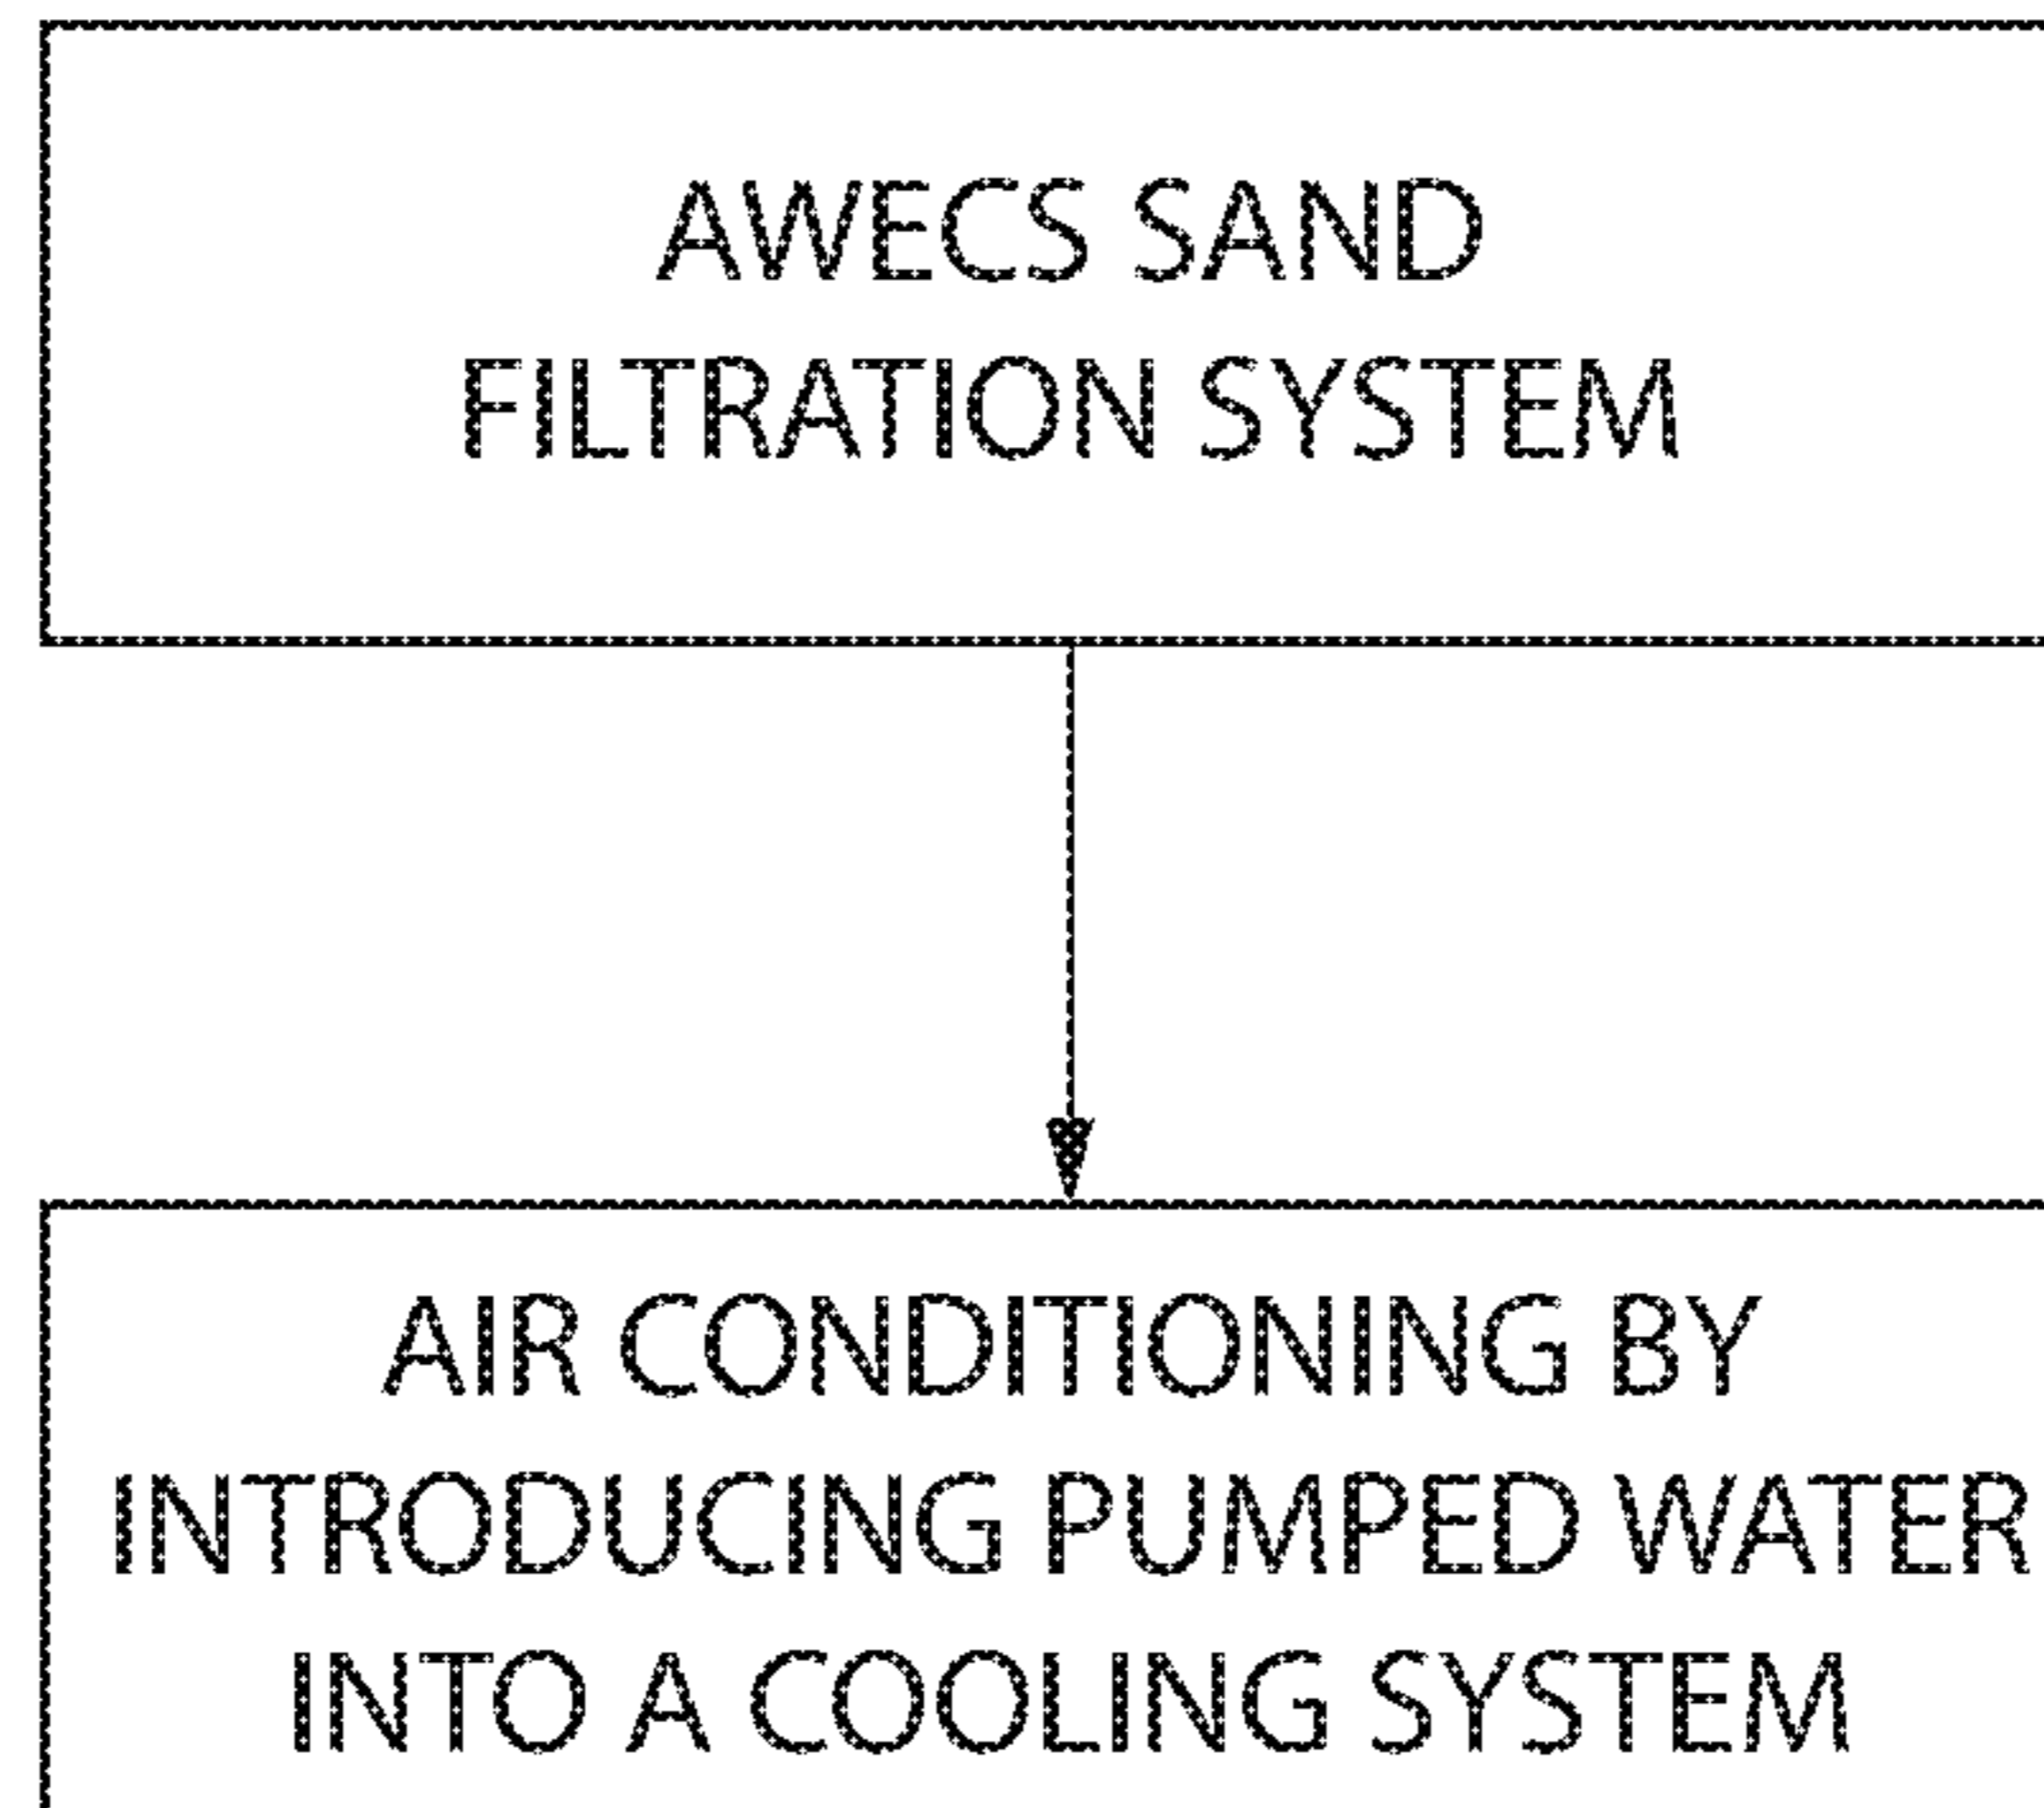 AWECS SAND
FILTRATION SYSTEM
AIR CONDITIONING BY
INTRODUCING PUMPED WATER
INTO A COOLING SYSTEM